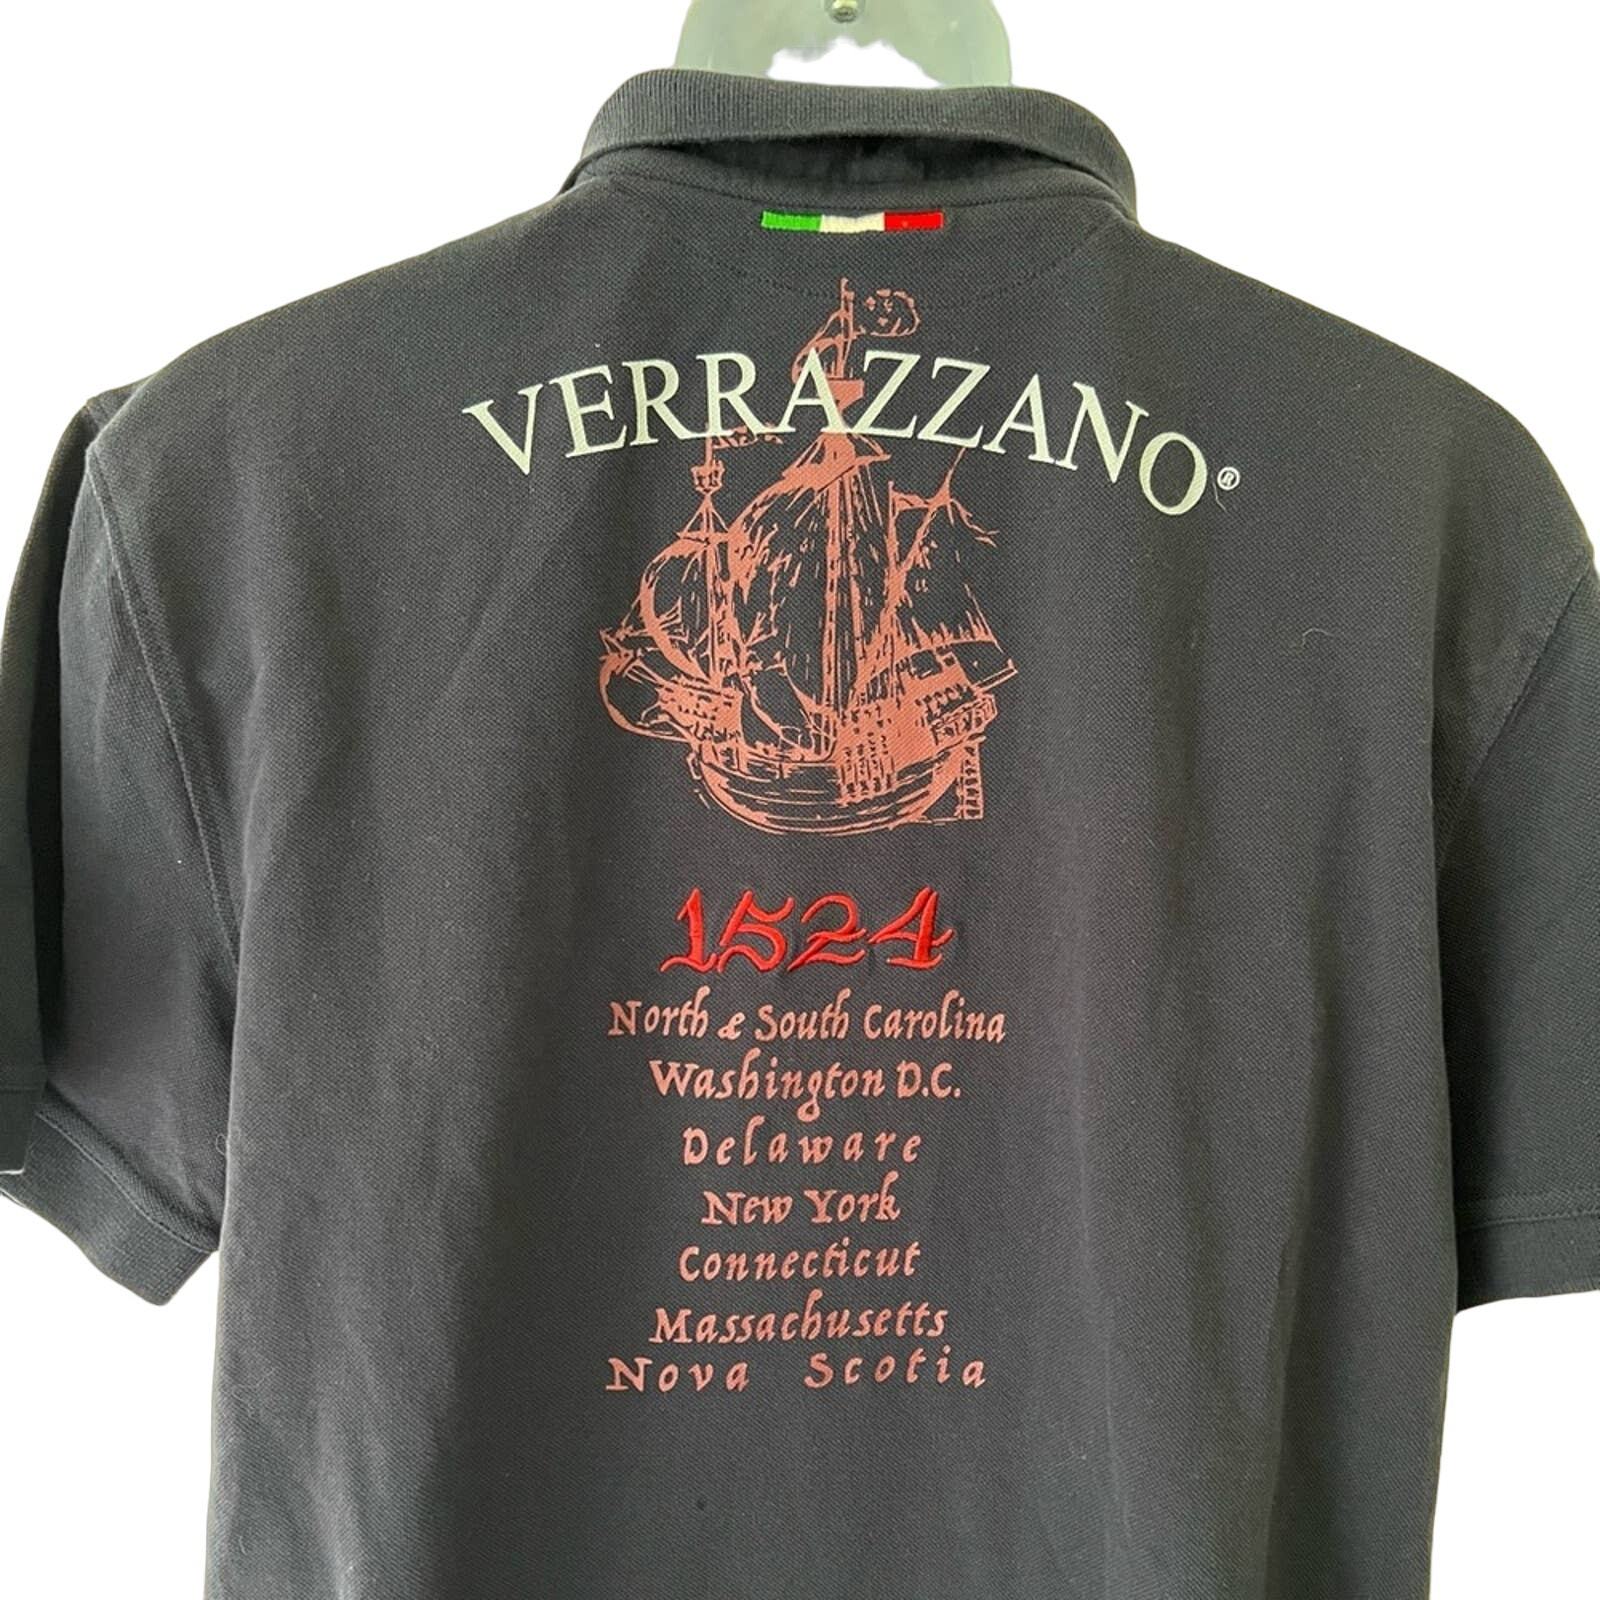 VERRAZZANO®
1524
North & South Carolina
Washington D.C.
Delaware
New York
Connecticut
Massachusetts
Nova Scotia